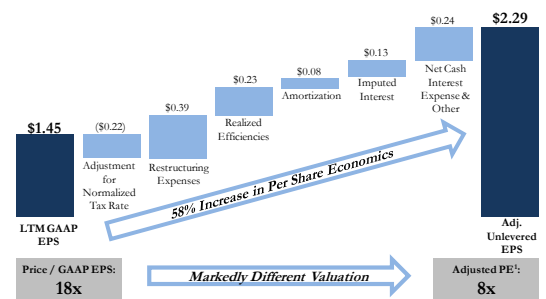 $0.24
$2.29
$0.13
$0.08
$0.23
$0.39
$1.45
($0.22)
Net Cash
Interest
Expense &
Other
Imputed
Interest
Amortization
Realized
Efficiencies
Restructuring
Expenses
Adjustment
for
Normalized
Tax Rate
58% Increase in Per Share Economics
LTM GAAP
EPS
Adj.
Unlevered
EPS
Price / GAAP EPS:
18x
Markedly Different Valuation
Adjusted PE¹:
8x